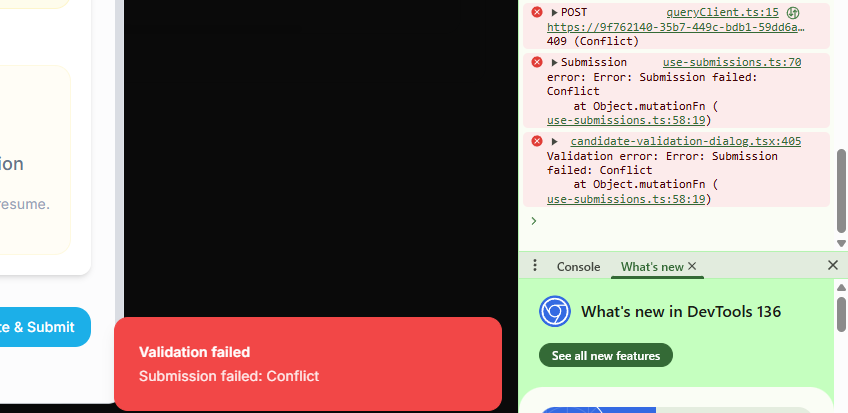 ion
resume.
te & Submit
Validation failed
Submission failed: Conflict
POST queryClient.ts:15
https://9f762140-35b7-449c-bdb1-59dd6a…
409 (Conflict)
Submission use-submissions.ts:70
error: Error: Submission failed:
Conflict
at Object.mutationFn (
use-submissions.ts:58:19)
candidate-validation-dialog.tsx:405
Validation error: Error: Submission
failed: Conflict
at Object.mutationFn (
use-submissions.ts:58:19)
Console What's new
What's new in DevTools 136
See all new features